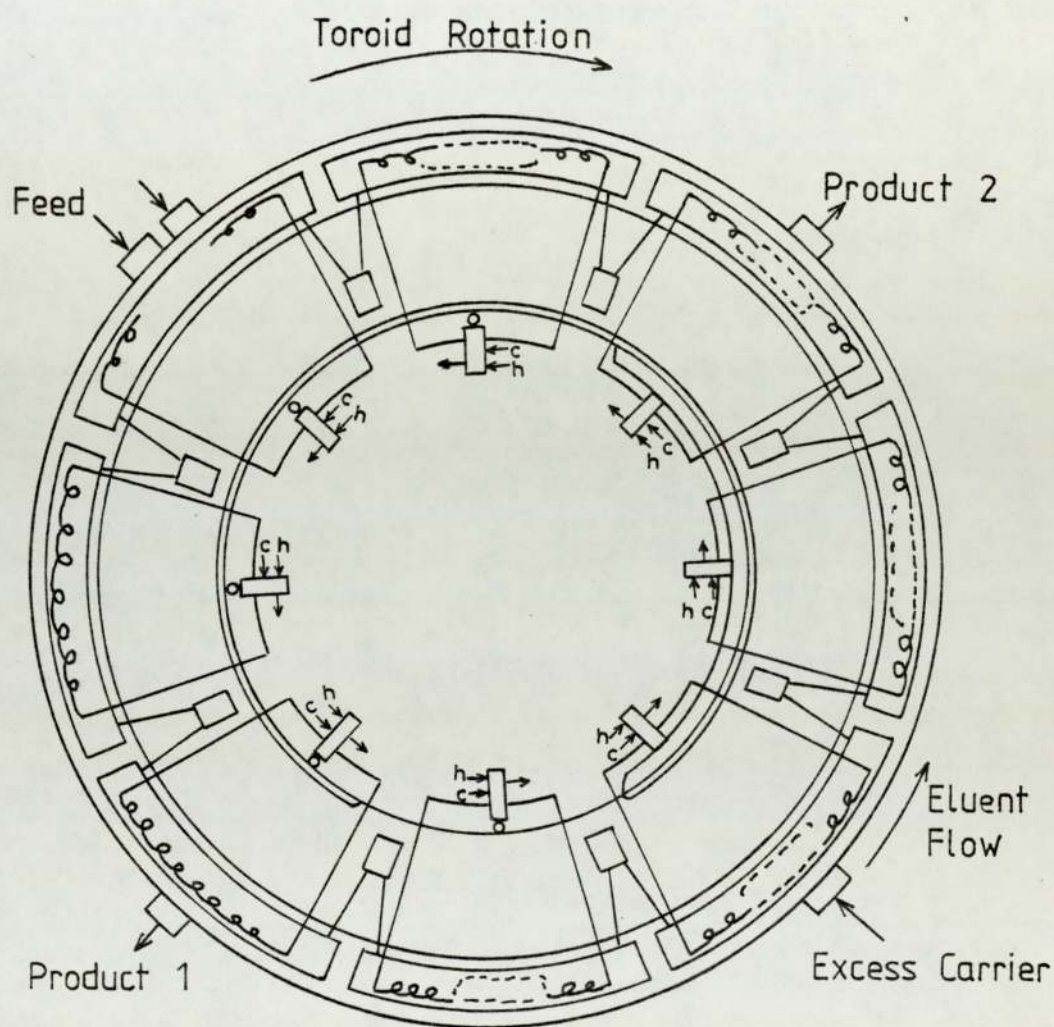 Toroid Rotation
Feed
Product 2
c
h
c
h
c
h
c h
h c
h
c
h
c
h
c
Eluent
Flow
Product 1
Excess Carrier